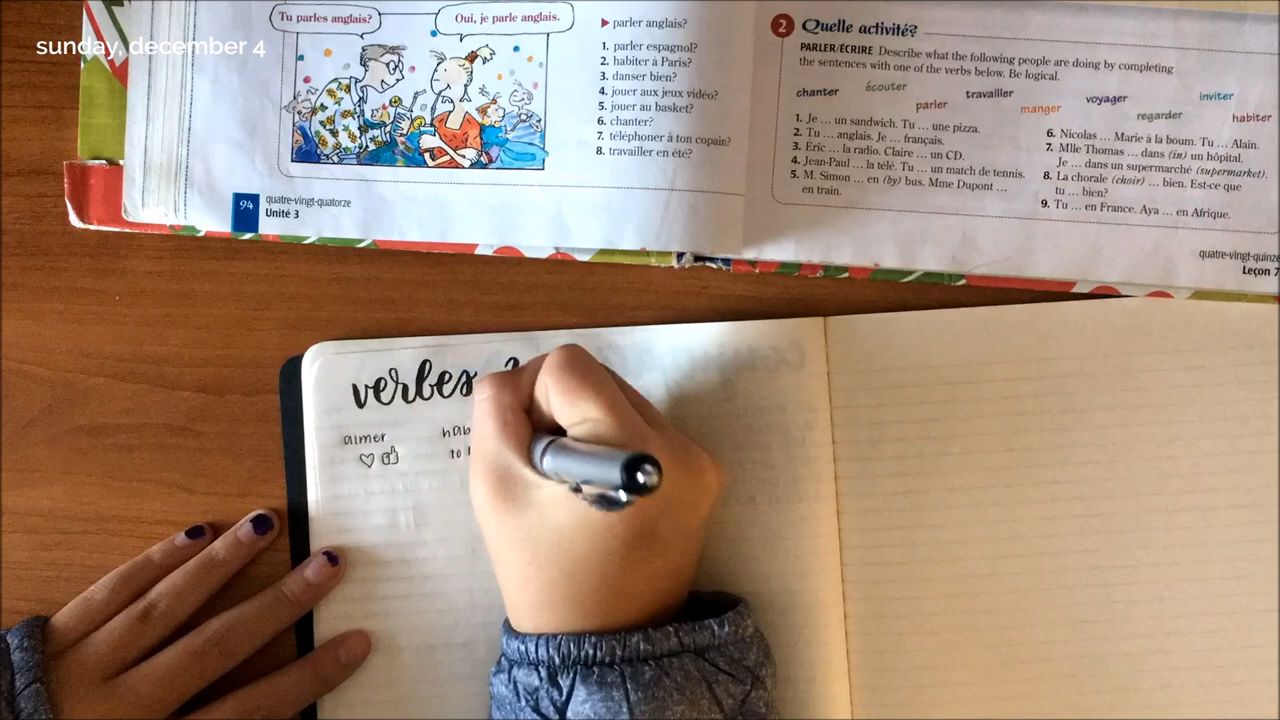 sunday, december 4
Tu parles anglais?
Oui, je parle anglais.
▶ parler anglais?
1. parler espagnol?
2. habiter à Paris?
3. danser bien?
4. jouer aux jeux vidéo?
5. jouer au basket?
6. chanter?
7. téléphoner à ton copain?
8. travailler en été?
94
quatre-vingt-quatorze
Unité 3
2 Quelle activité?
PARLER/ÉCRIRE Describe what the following people are doing by completing
the sentences with one of the verbs below. Be logical.
chanter écouter travailler voyager inviter
parler manger regarder habiter
1. Je ... un sandwich. Tu ... une pizza.
2. Tu ... anglais. Je ... français.
3. Éric ... la radio. Claire ... un CD.
4. Jean-Paul ... la télé. Tu ... un match de tennis.
5. M. Simon ... en (by) bus. Mme Dupont ...
en train.
6. Nicolas ... Marie à la boum. Tu ... Alain.
7. Mlle Thomas ... dans (in) un hôpital.
Je ... dans un supermarché (supermarket).
8. La chorale (choir) ... bien. Est-ce que
tu ... bien?
9. Tu ... en France. Aya ... en Afrique.
quatre-vingt-quinze
Leçon 7
verbes
aimer hab
to